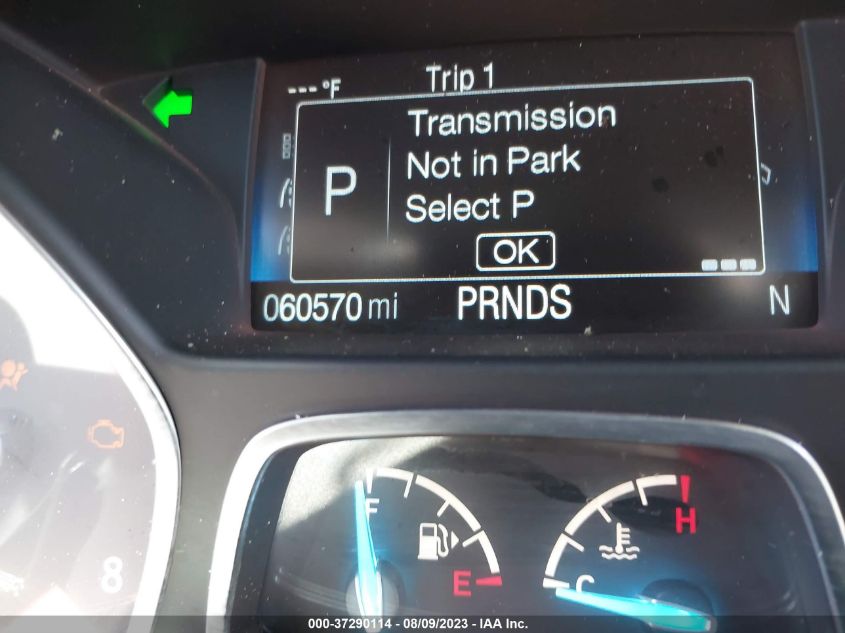 Trip 1
--- °F
Transmission
Not in Park
P
Select P
OK
060570 mi PRNDS N
F
H
E
C
8
000-37290114 - 08/09/2023 - IAA Inc.